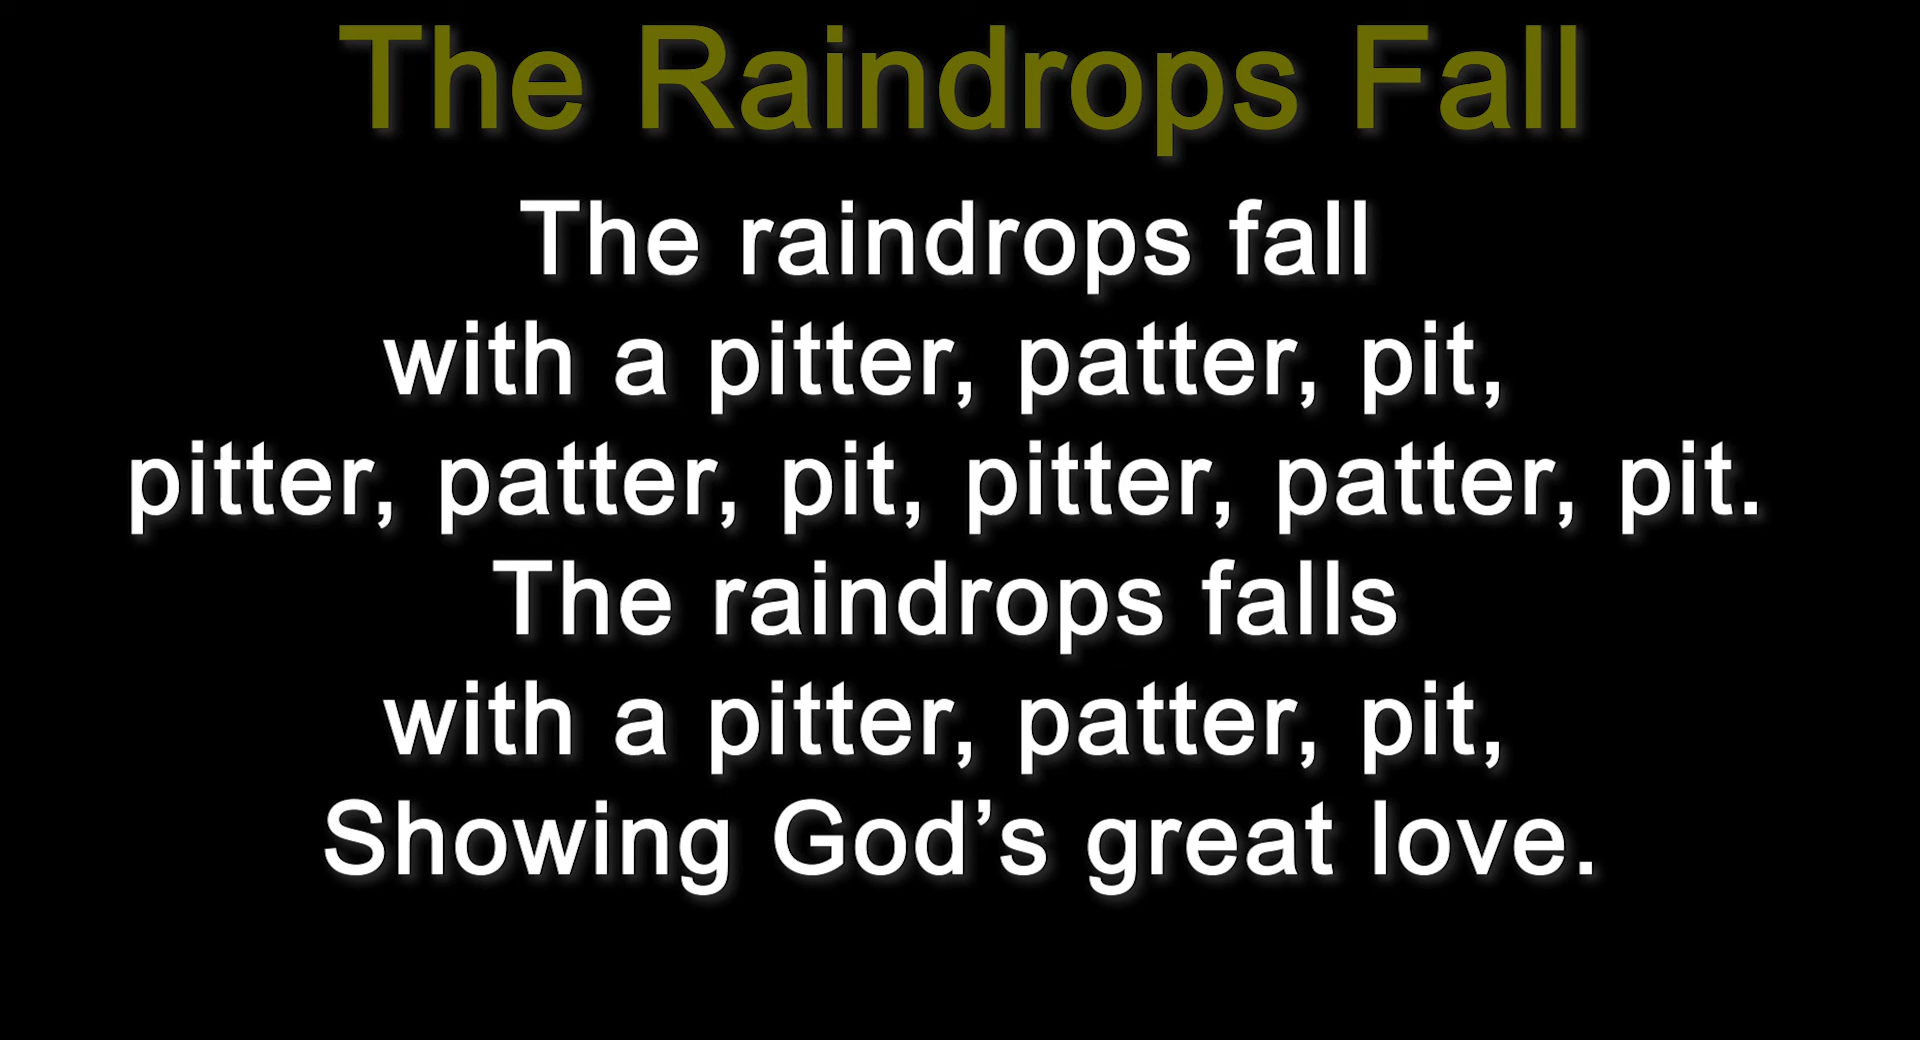 The Raindrops Fall
The raindrops fall
with a pitter, patter, pit,
pitter, patter, pit, pitter, patter, pit.
The raindrops falls
with a pitter, patter, pit,
Showing God’s great love.